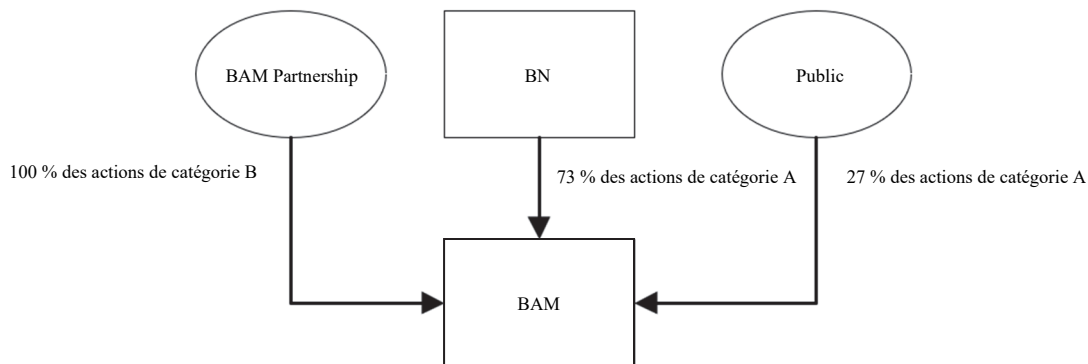 BAM Partnership
BN
Public
100 % des actions de catégorie B
73 % des actions de catégorie A
27 % des actions de catégorie A
BAM